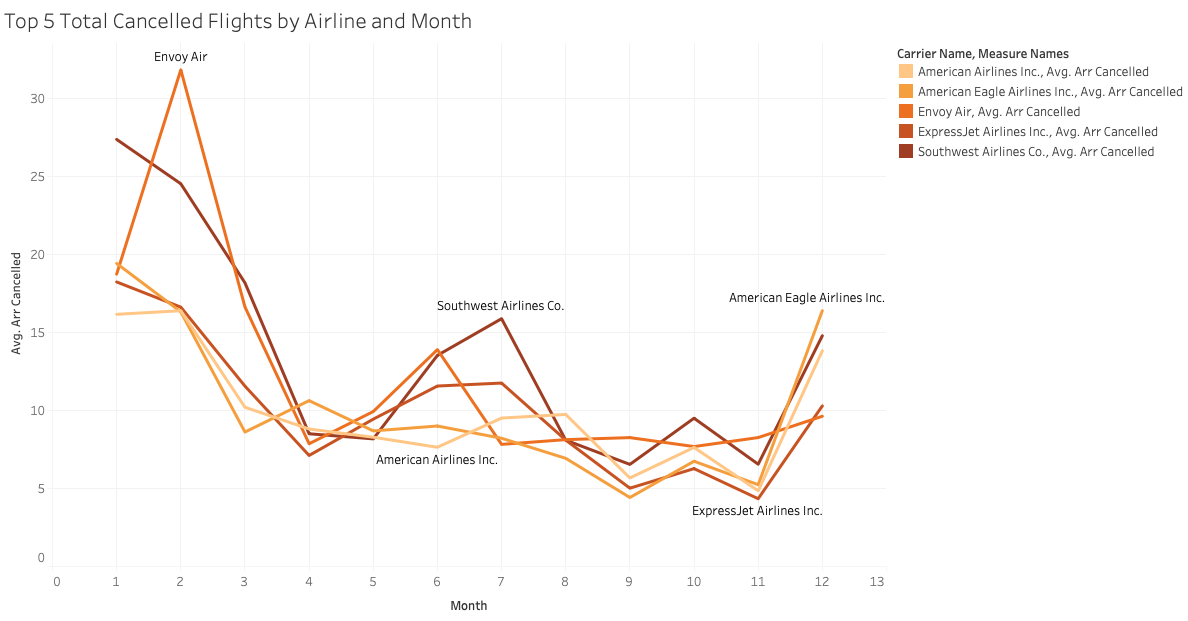 Top 5 Total Cancelled Flights by Airline and Month
Carrier Name, Measure Names
American Airlines Inc., Avg. Arr Cancelled
American Eagle Airlines Inc., Avg. Arr Cancelled
Envoy Air, Avg. Arr Cancelled
ExpressJet Airlines Inc., Avg. Arr Cancelled
Southwest Airlines Co., Avg. Arr Cancelled
Envoy Air
Southwest Airlines Co.
American Eagle Airlines Inc.
American Airlines Inc.
ExpressJet Airlines Inc.
Avg. Arr Cancelled
30
25
20
15
10
5
0
0 1 2 3 4 5 6 7 8 9 10 11 12 13
Month